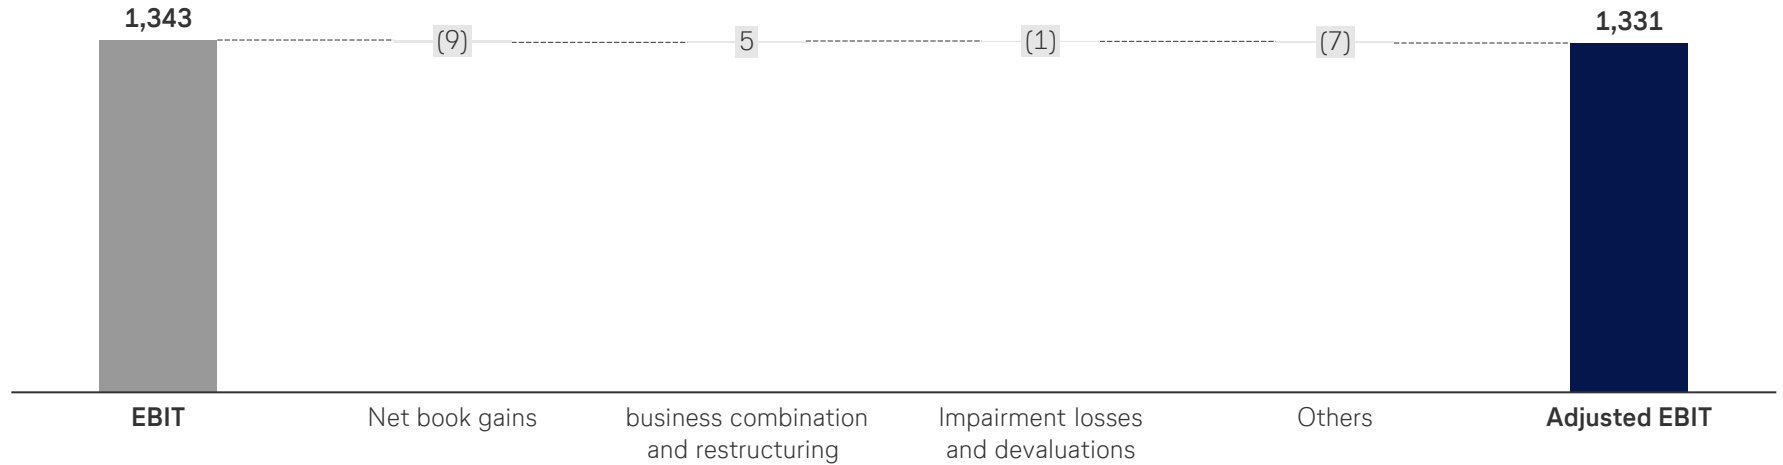 1,343
(9)
5
(1)
(7)
1,331
EBIT
Net book gains
business combination
and restructuring
Impairment losses
and devaluations
Others
Adjusted EBIT